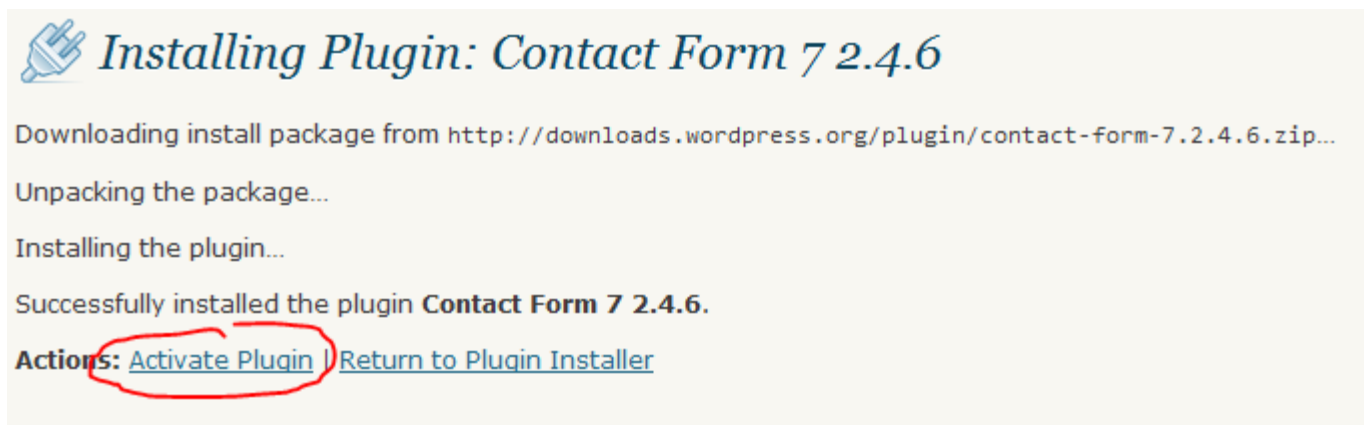 Installing Plugin: Contact Form 7 2.4.6
Downloading install package from http://downloads.wordpress.org/plugin/contact-form-7.2.4.6.zip…
Unpacking the package…
Installing the plugin…
Successfully installed the plugin Contact Form 7 2.4.6.
Actions: Activate Plugin | Return to Plugin Installer